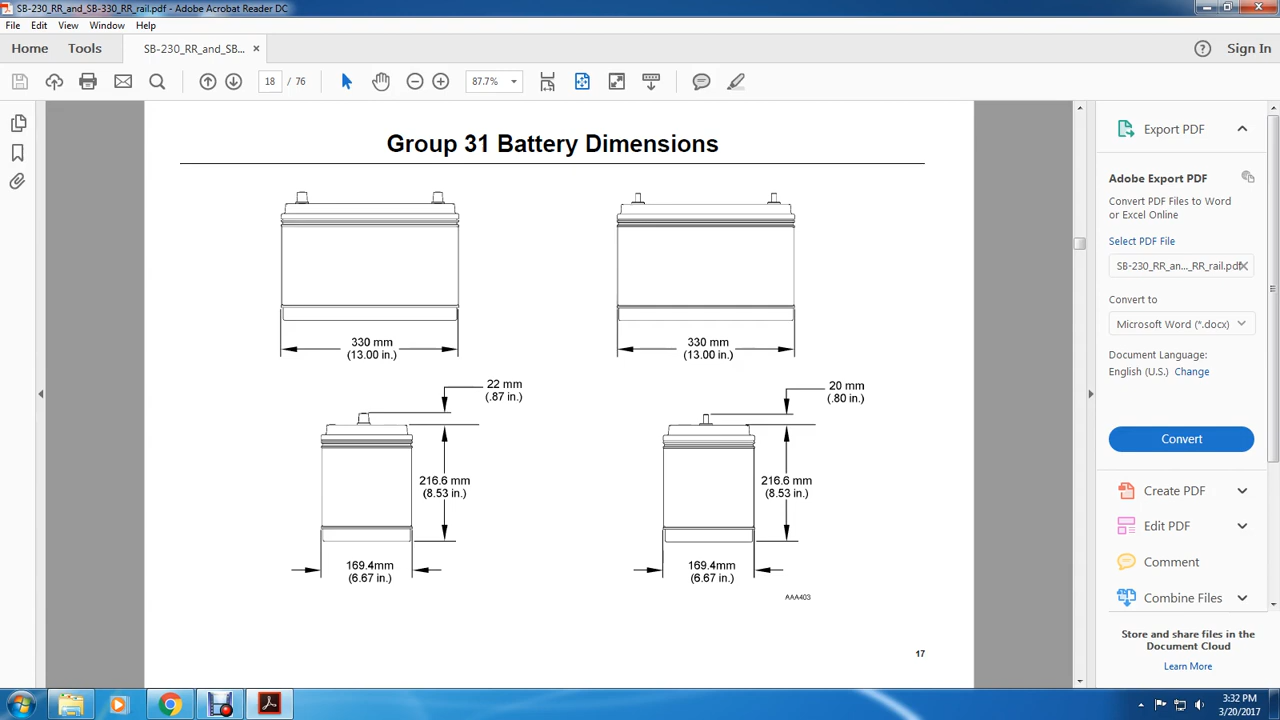 SB-230_RR_and_SB-330_RR_rail.pdf - Adobe Acrobat Reader DC
File Edit View Window Help
Home Tools SB-230_RR_and_SB... Sign In
18 / 76 87.7%
Group 31 Battery Dimensions
330 mm
(13.00 in.)
330 mm
(13.00 in.)
22 mm
(.87 in.)
20 mm
(.80 in.)
216.6 mm
(8.53 in.)
216.6 mm
(8.53 in.)
169.4mm
(6.67 in.)
169.4mm
(6.67 in.)
AAA403
17
Export PDF
Adobe Export PDF
Convert PDF Files to Word
or Excel Online
Select PDF File
SB-230_RR_an..._RR_rail.pdf
Convert to
Microsoft Word (*.docx)
Document Language:
English (U.S.) Change
Convert
Create PDF
Edit PDF
Comment
Combine Files
Store and share files in the
Document Cloud
Learn More
3:32 PM
3/20/2017